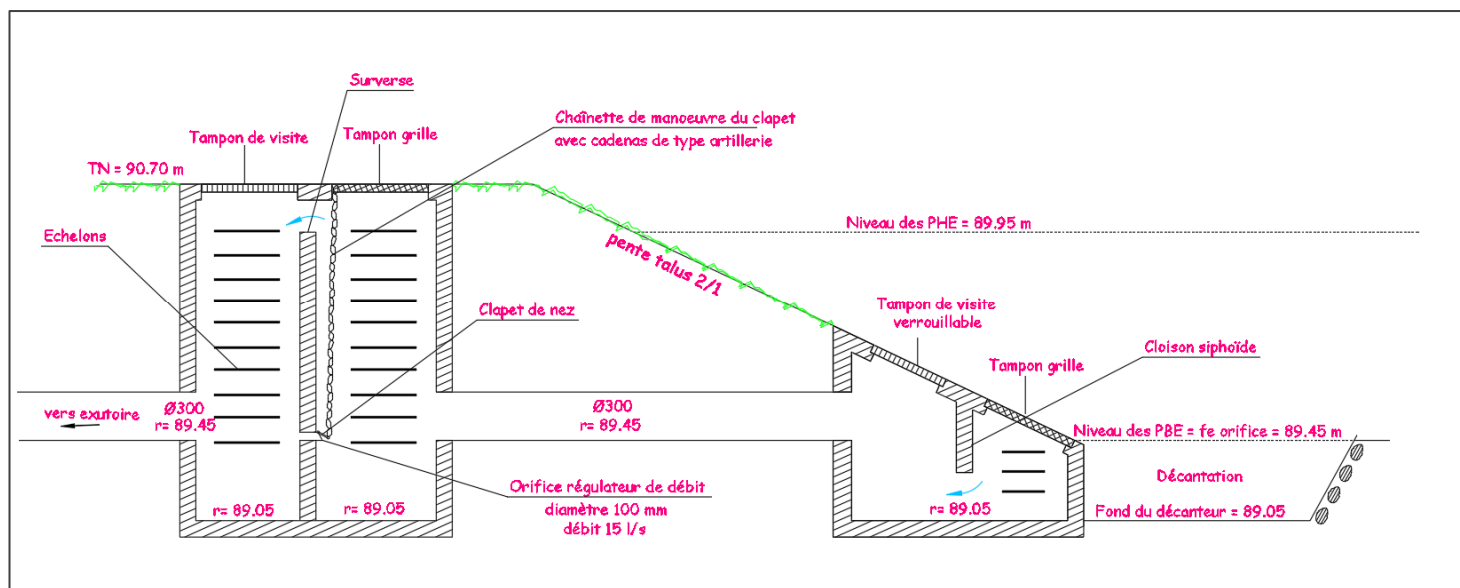 Surverse
Chaînette de manoeuvre du clapet
avec cadenas de type artillerie
Tampon de visite
Tampon grille
TN = 90.70 m
Niveau des PHE = 89.95 m
Echelons
pente talus 2/1
Tampon de visite
verrouillable
Clapet de nez
Cloison siphoïde
Tampon grille
vers exutoire
Ø300
r= 89.45
Ø300
r= 89.45
Niveau des PBE = fe orifice = 89.45 m
Décantation
Orifice régulateur de débit
diamètre 100 mm
débit 15 l/s
r= 89.05
r= 89.05
r= 89.05
Fond du décanteur = 89.05